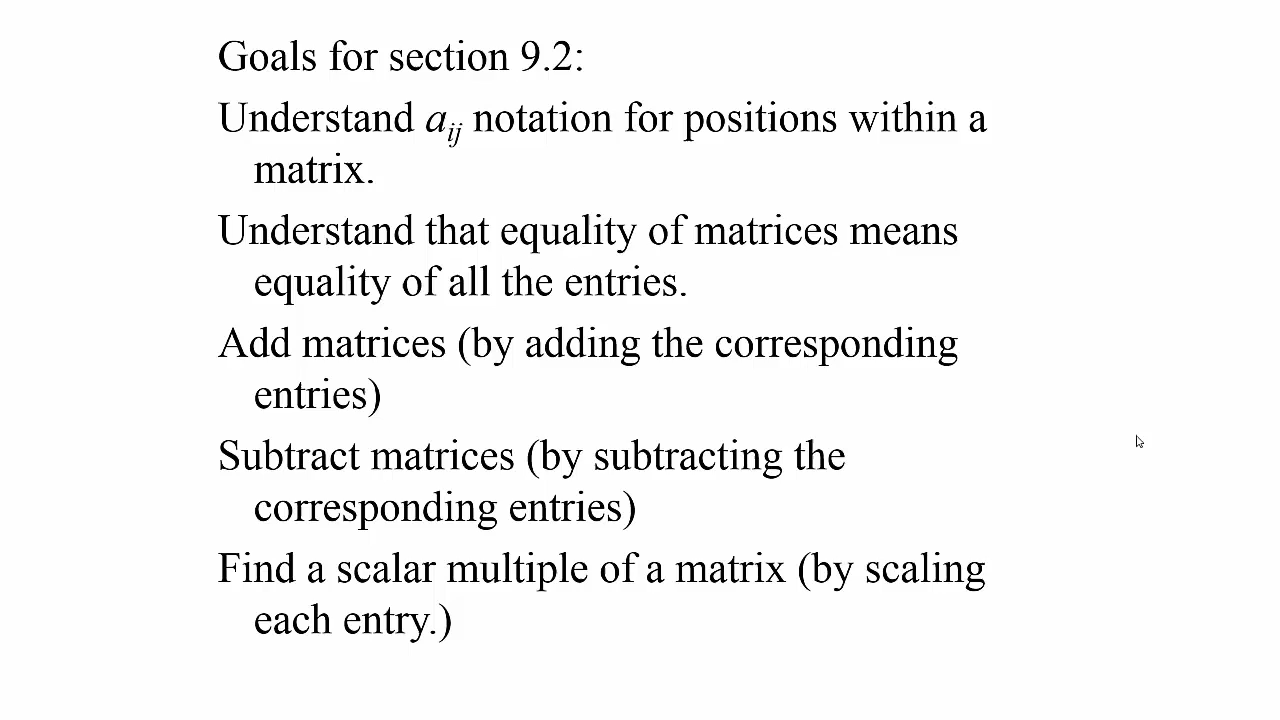 Goals for section 9.2:
Understand aij notation for positions within a
matrix.
Understand that equality of matrices means
equality of all the entries.
Add matrices (by adding the corresponding
entries)
Subtract matrices (by subtracting the
corresponding entries)
Find a scalar multiple of a matrix (by scaling
each entry.)